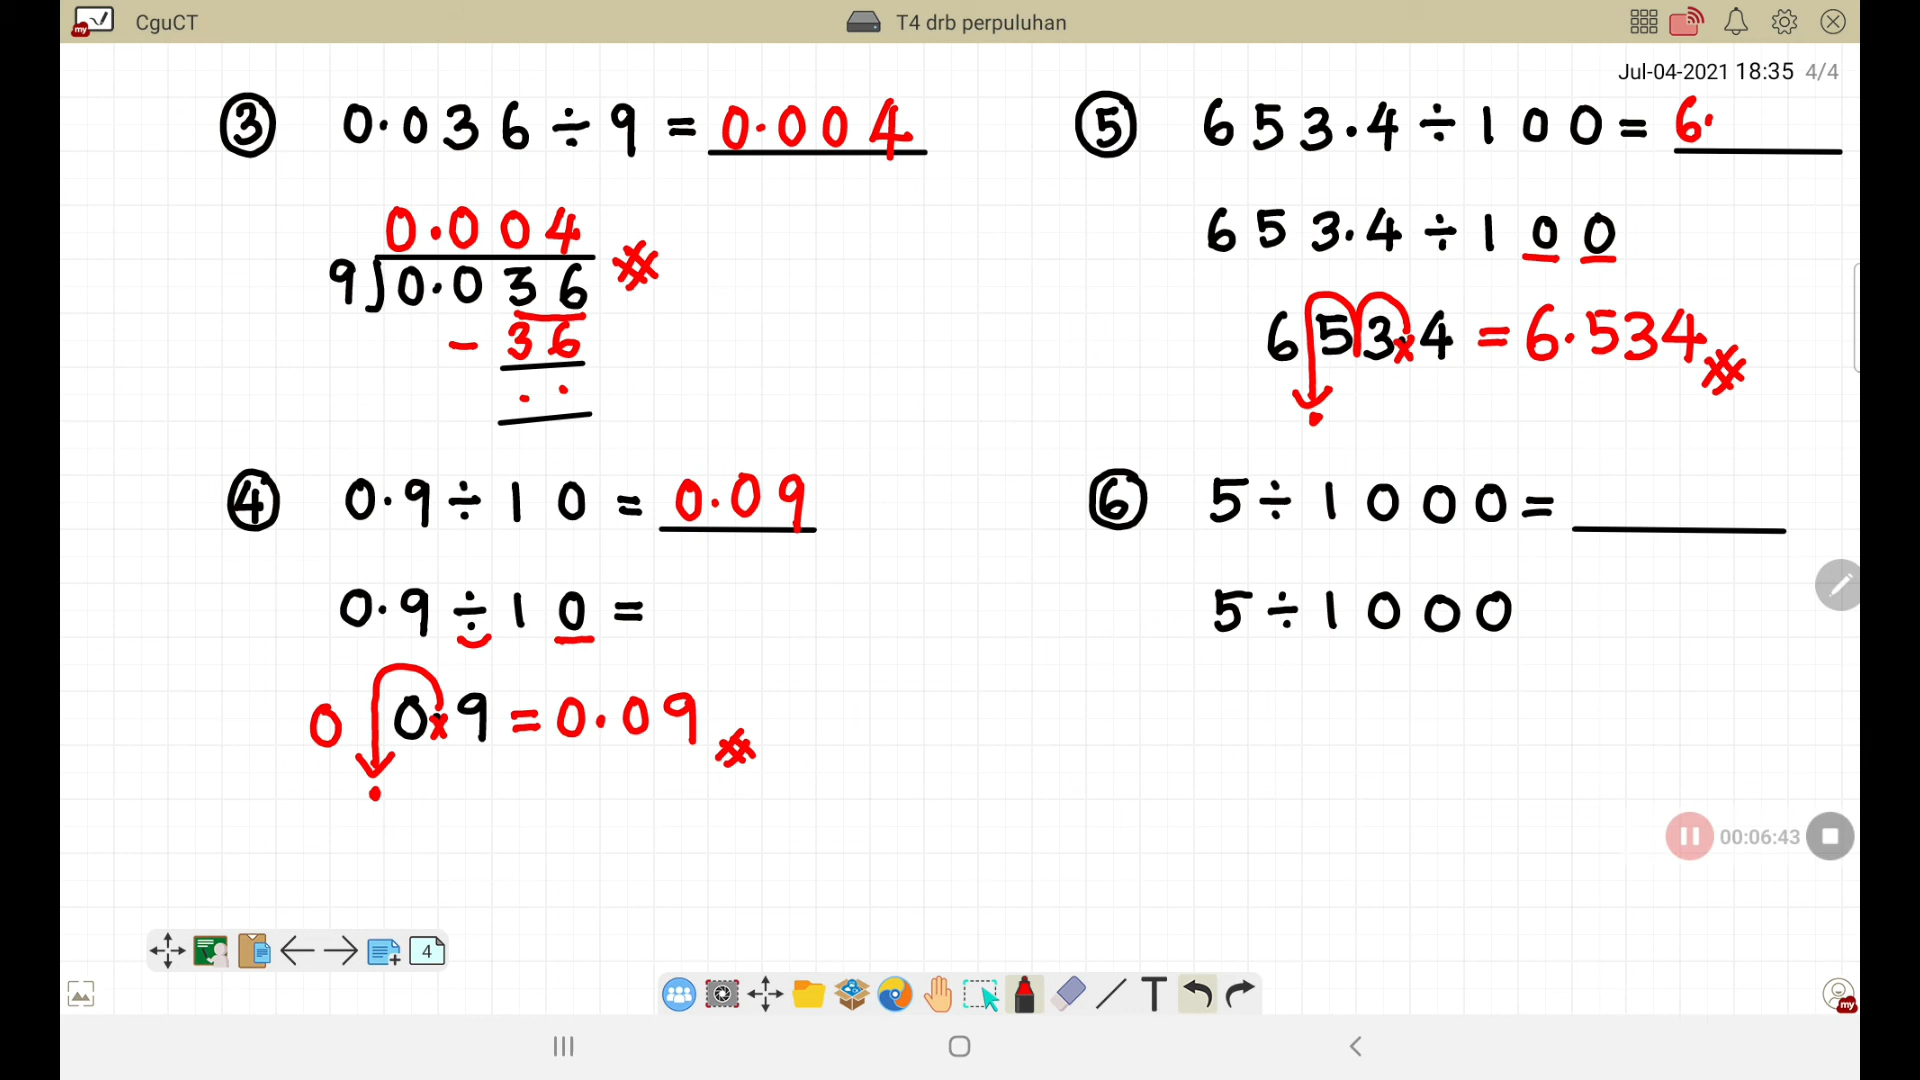 CguCT
T4 drb perpuluhan
Jul-04-2021 18:35 4/4
③ 0.036 ÷ 9 = 0.004
0.004
9 0.036
- 36
. .
④ 0.9 ÷ 10 = 0.09
0.9 ÷ 10 =
0 0.9 = 0.09
.
⑤ 653.4 ÷ 100 = 6.
653.4 ÷ 100
653.4 = 6.534
.
⑥ 5 ÷ 1000 =
5 ÷ 1000
00:06:43
4
T
my
my